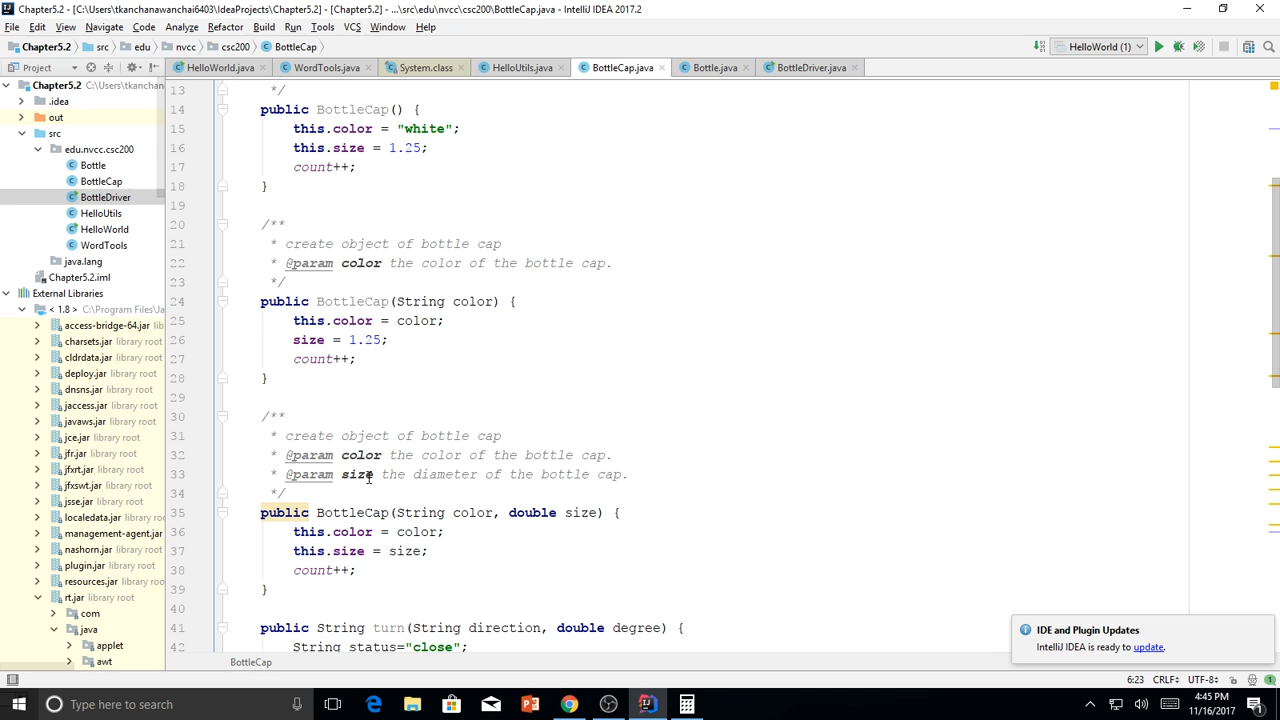 Chapter5.2 - [C:\Users\tkanchanawanchai6403\IdeaProjects\Chapter5.2] - [Chapter5.2] - ...\src\edu\nvcc\csc200\BottleCap.java - IntelliJ IDEA 2017.2
File Edit View Navigate Code Analyze Refactor Build Run Tools VCS Window Help
Chapter5.2 src edu nvcc csc200 BottleCap HelloWorld (1)
Project HelloWorld.java WordTools.java System.class HelloUtils.java BottleCap.java Bottle.java BottleDriver.java
Chapter5.2 C:\Users\tkanchan
.idea
out
src
edu.nvcc.csc200
Bottle
BottleCap
BottleDriver
HelloUtils
HelloWorld
WordTools
java.lang
Chapter5.2.iml
External Libraries
< 1.8 > C:\Program Files\Ja
access-bridge-64.jar lib
charsets.jar library root
cldrdata.jar library root
deploy.jar library root
dnsns.jar library root
jaccess.jar library root
javaws.jar library root
jce.jar library root
jfr.jar library root
jfxrt.jar library root
jfxswt.jar library root
jsse.jar library root
localedata.jar library root
management-agent.jar
nashorn.jar library root
plugin.jar library root
resources.jar library root
rt.jar library root
com
java
applet
awt
13 */
14 public BottleCap() {
15 this.color = "white";
16 this.size = 1.25;
17 count++;
18 }
19
20 /**
21 * create object of bottle cap
22 * @param color the color of the bottle cap.
23 */
24 public BottleCap(String color) {
25 this.color = color;
26 size = 1.25;
27 count++;
28 }
29
30 /**
31 * create object of bottle cap
32 * @param color the color of the bottle cap.
33 * @param size the diameter of the bottle cap.
34 */
35 public BottleCap(String color, double size) {
36 this.color = color;
37 this.size = size;
38 count++;
39 }
40
41 public String turn(String direction, double degree) {
42 String status="close";
BottleCap
IDE and Plugin Updates
IntelliJ IDEA is ready to update.
6:23 CRLF÷ UTF-8÷
Type here to search
4:45 PM
11/16/2017